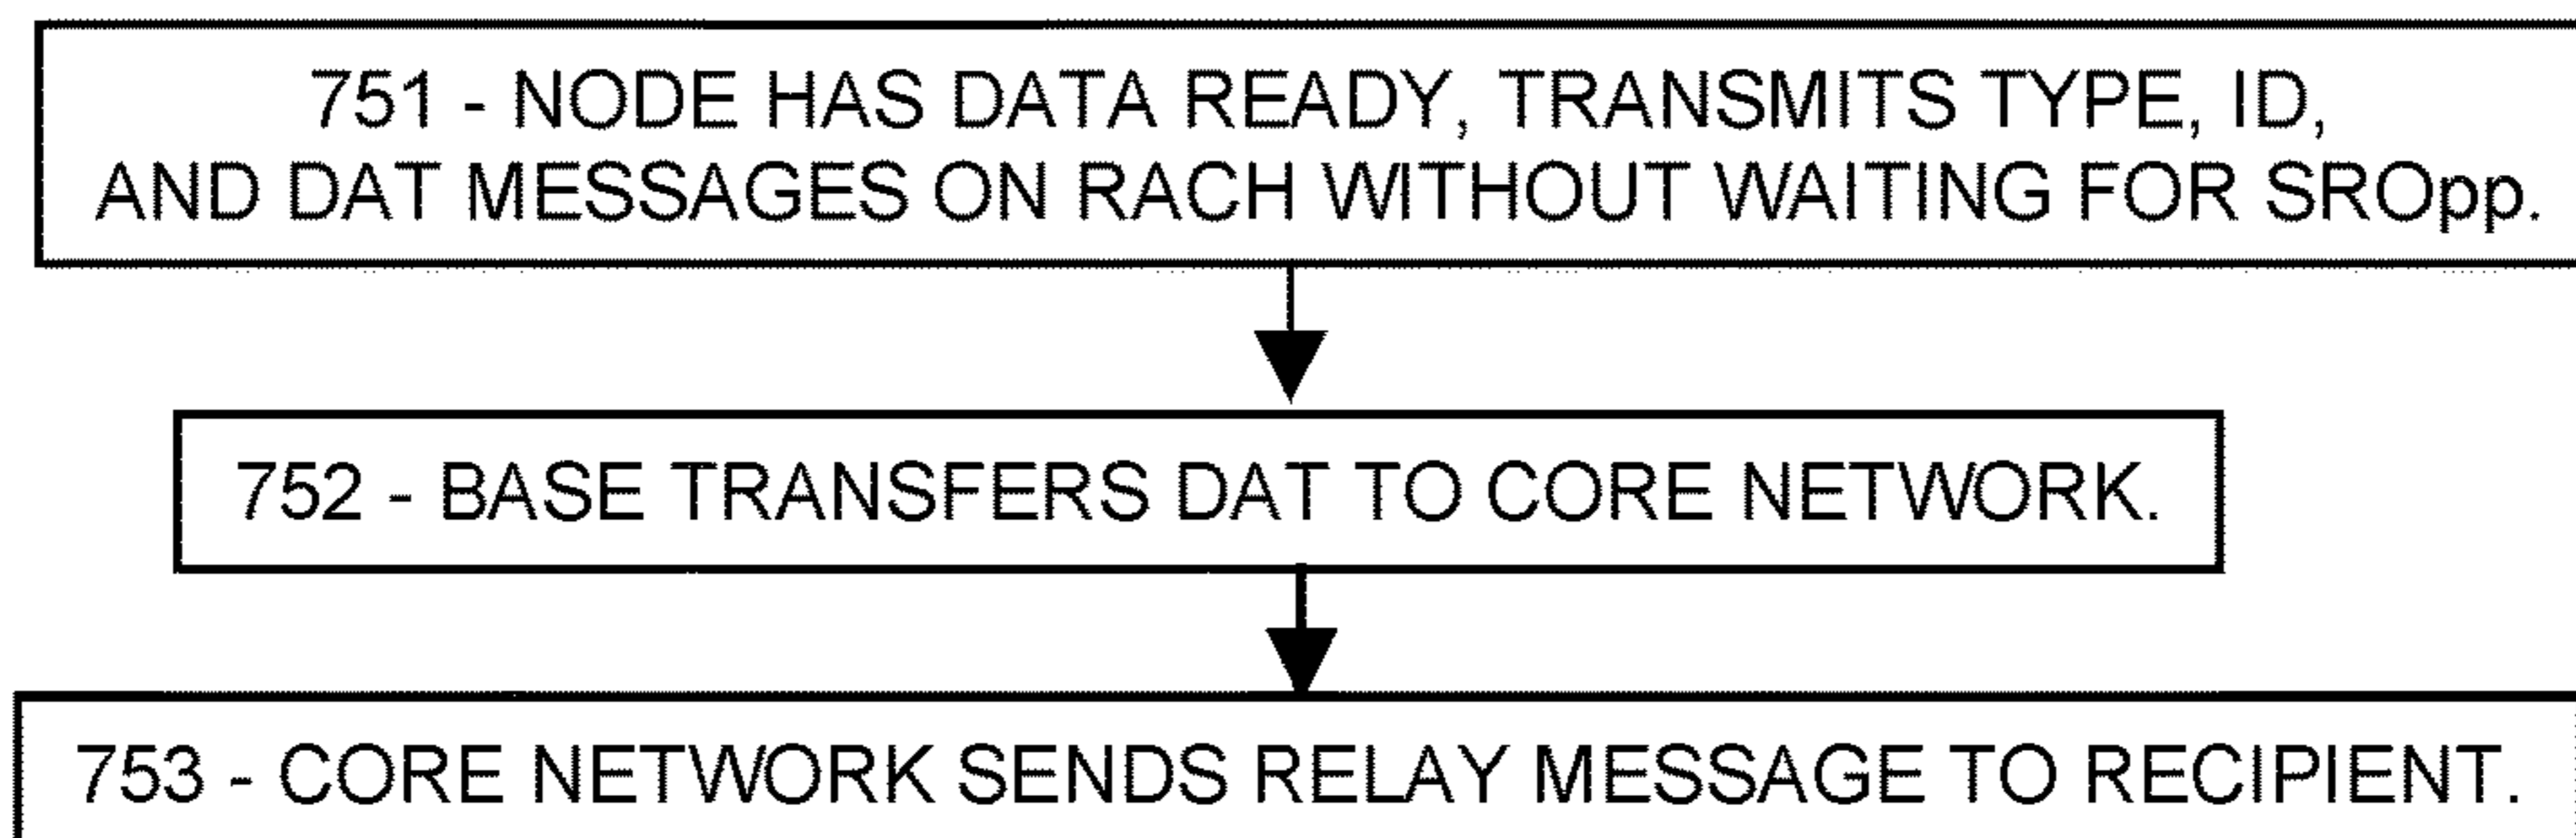 751 - NODE HAS DATA READY, TRANSMITS TYPE, ID,
AND DAT MESSAGES ON RACH WITHOUT WAITING FOR SROpp.
752 - BASE TRANSFERS DAT TO CORE NETWORK.
753 - CORE NETWORK SENDS RELAY MESSAGE TO RECIPIENT.